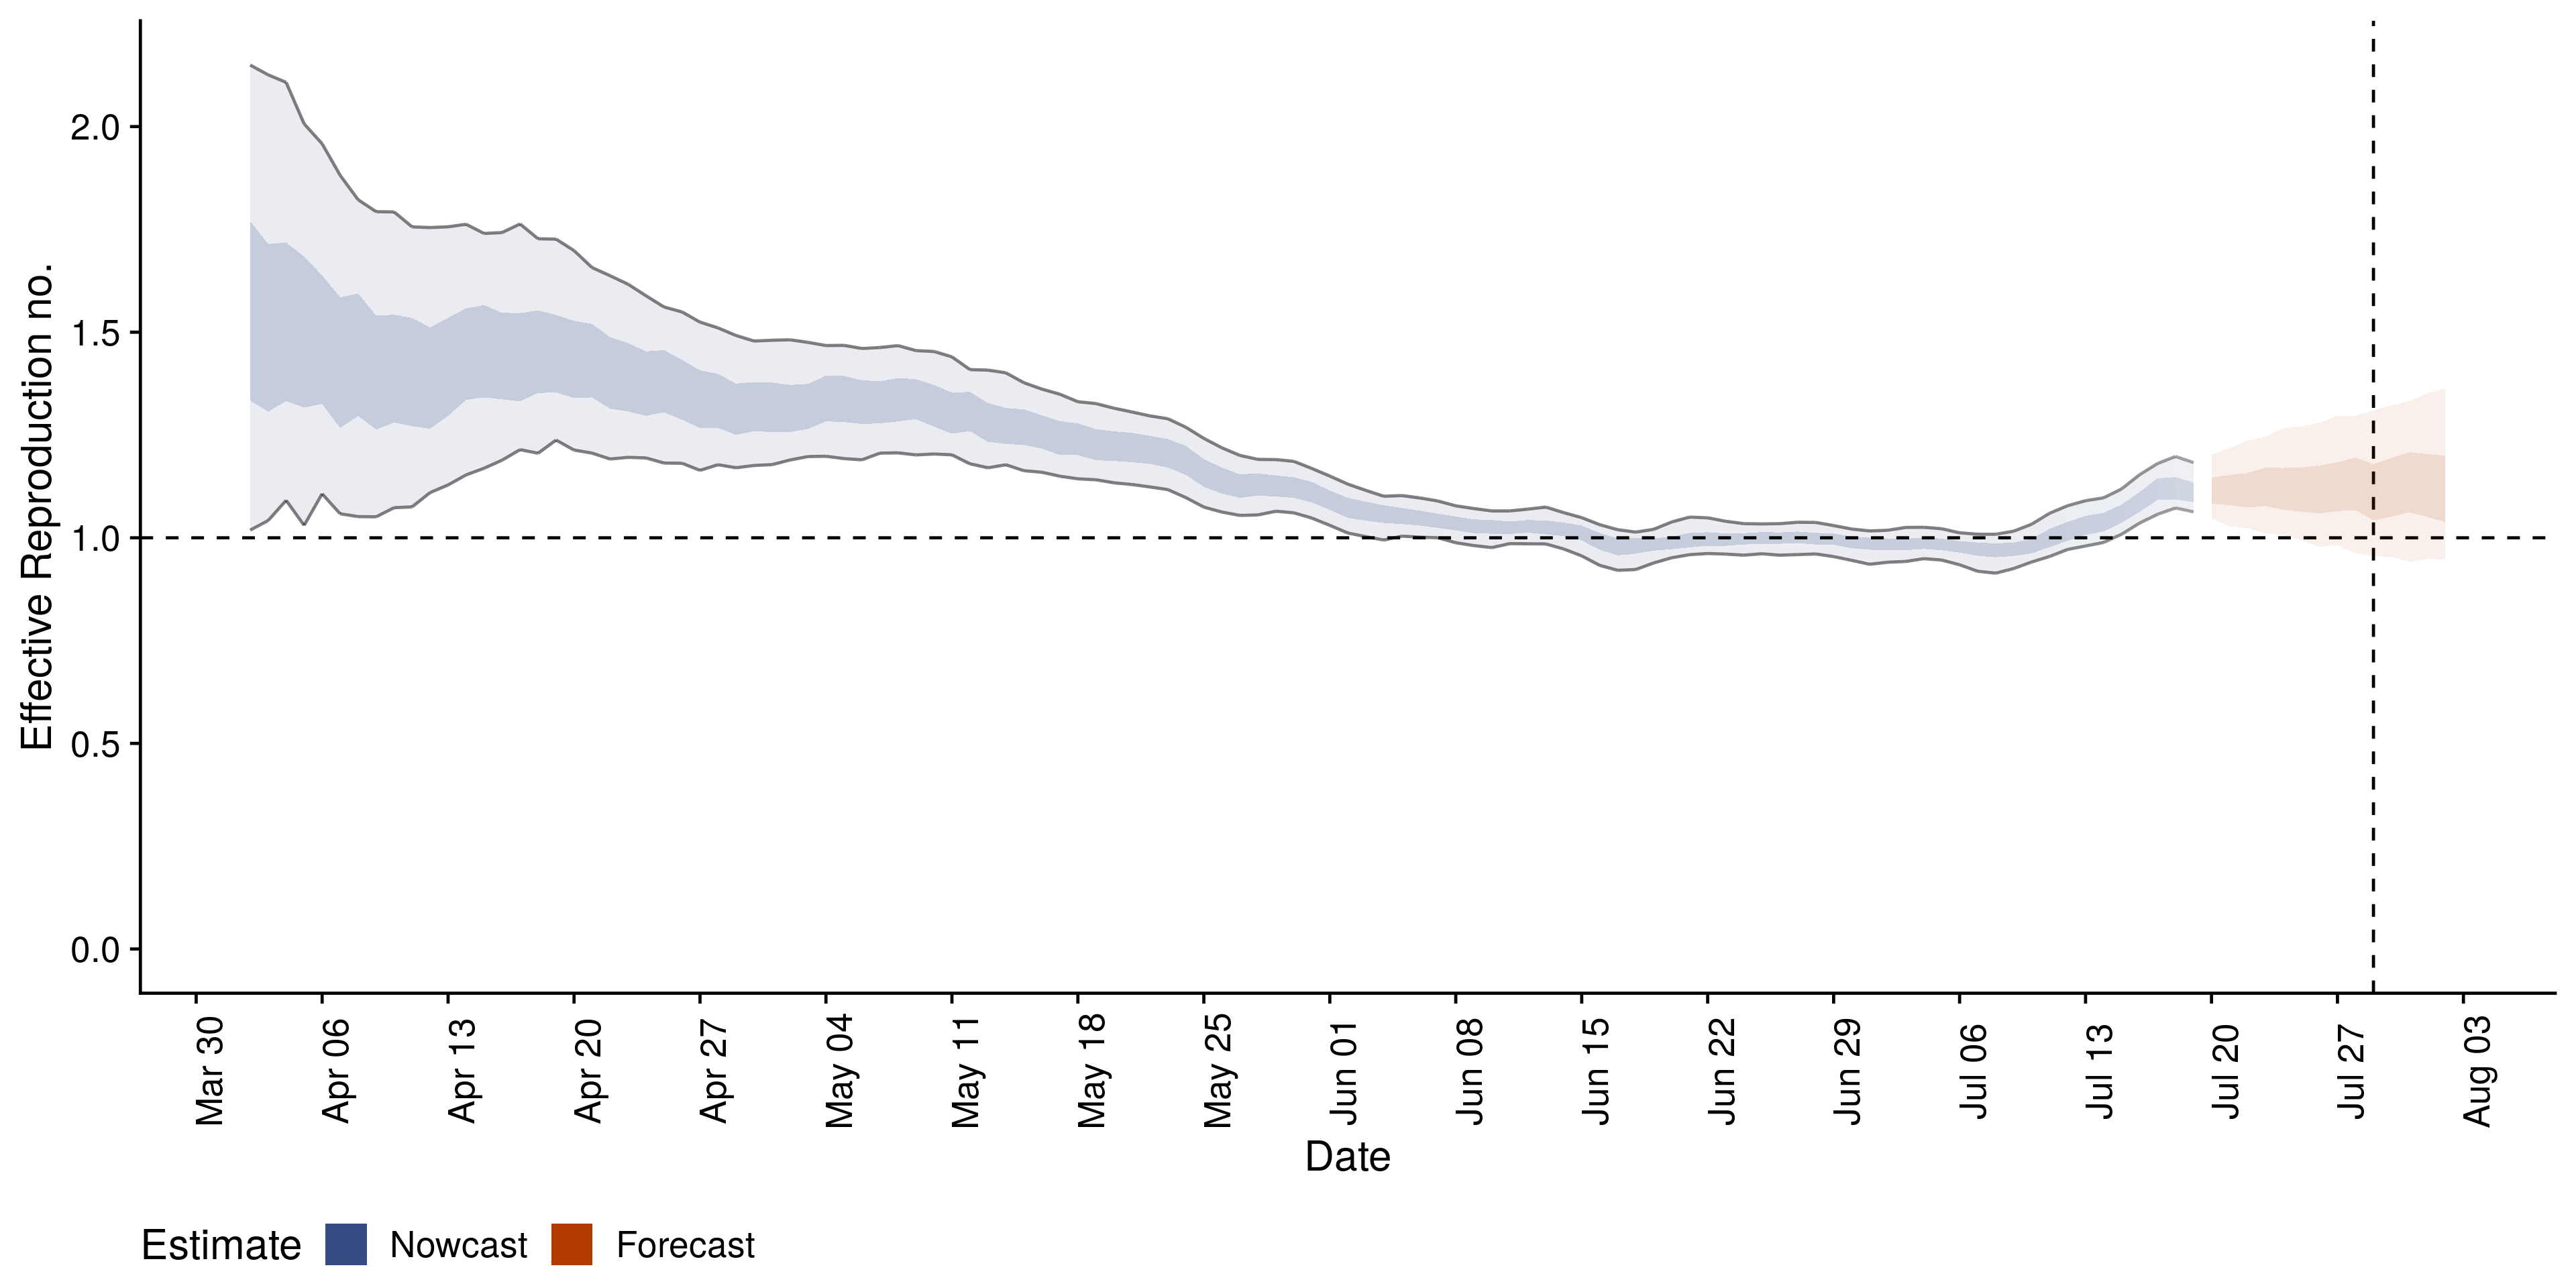 Effective Reproduction no.
2.0
1.5
1.0
0.5
0.0
Mar 30
Apr 06
Apr 13
Apr 20
Apr 27
May 04
May 11
May 18
May 25
Jun 01
Jun 08
Jun 15
Jun 22
Jun 29
Jul 06
Jul 13
Jul 20
Jul 27
Aug 03
Date
Estimate Nowcast Forecast